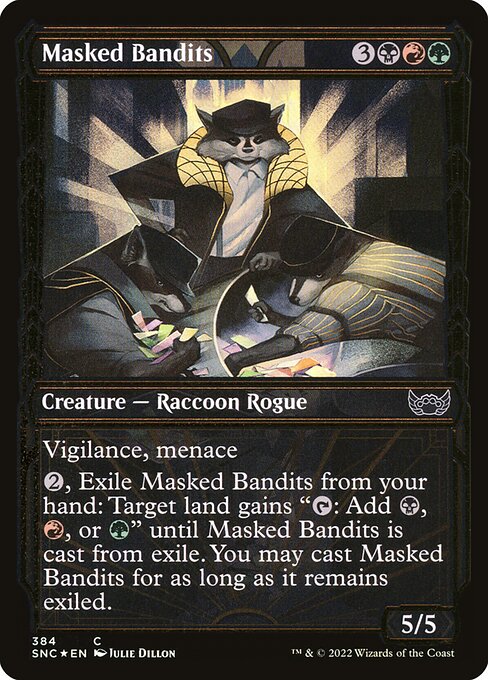 Masked Bandits 3
Creature — Raccoon Rogue
Vigilance, menace
2, Exile Masked Bandits from your
hand: Target land gains “: Add ,
, or ” until Masked Bandits is
cast from exile. You may cast Masked
Bandits for as long as it remains
exiled.
5/5
384 C
SNC ★ EN Julie Dillon ™ & © 2022 Wizards of the Coast